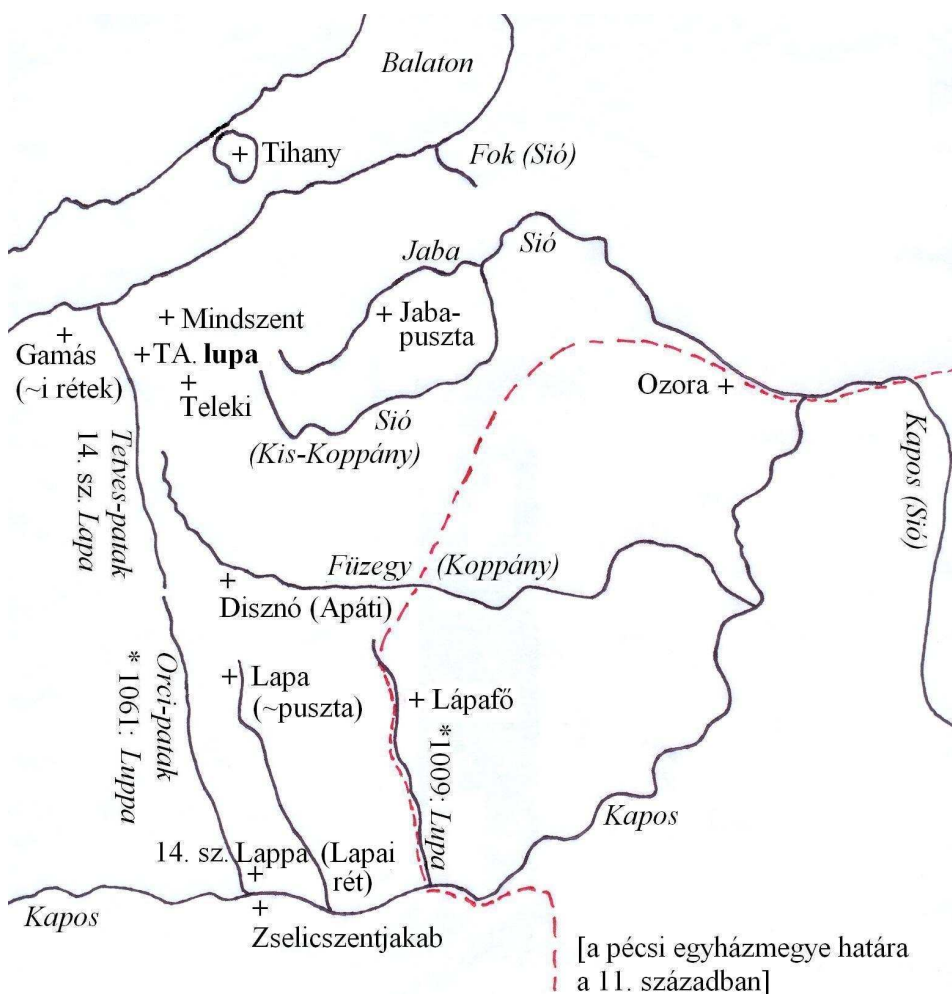 Balaton
+ Tihany
Fok (Sió)
Jaba
Sió
+ Mindszent
+ Jaba-
puszta
+
Gamás
(~i rétek)
+TA. lupa
+
Teleki
Ozora +
Sió
(Kis-Koppány)
Tetves-patak
14. sz. Lapa
Kapos (Sió)
Füzegy (Koppány)
+
Disznó (Apáti)
Orci-patak
* 1061: Luppa
+ Lapa
(~puszta)
+ Lápafő
*1009: Lupa
Kapos
14. sz. Lappa (Lapai
rét)
+
Kapos
+
Zselicszentjakab
[a pécsi egyházmegye határa
a 11. században]